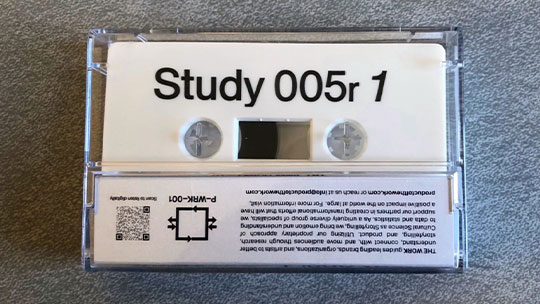 Study 005r 1
THE WORK guides leading brands, organizations, and artists to better
understand, connect with, and move audiences through research,
storytelling, and product. Utilizing our proprietary approach of
Cultural Science as Storytelling, we bring emotion and understanding
to data and statistics. As a uniquely diverse group of specialists, we
support our partners in leading transformational efforts that will have
a positive impact on the world at large. For more information, visit,
productofthework.com or reach us at info@productofthework.com
P–WRK–001
Scan to listen digitally